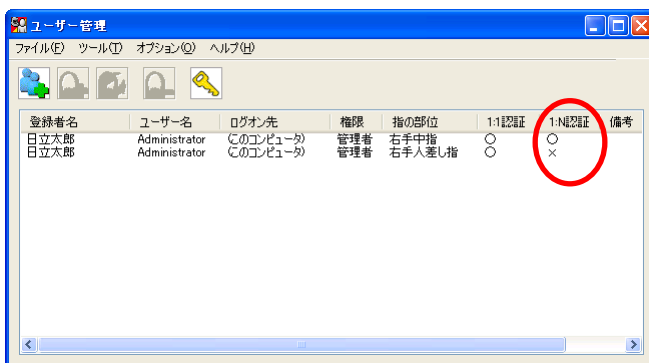 ユーザー管理
ファイル(F) ツール(T) オプション(O) ヘルプ(H)
登録者名 ユーザー名 ログオン先 権限 指の部位 1:1認証 1:N認証 備考
日立太郎 Administrator (このコンピュータ) 管理者 右手中指 ○ ○
日立太郎 Administrator (このコンピュータ) 管理者 右手人差し指 ○ ×